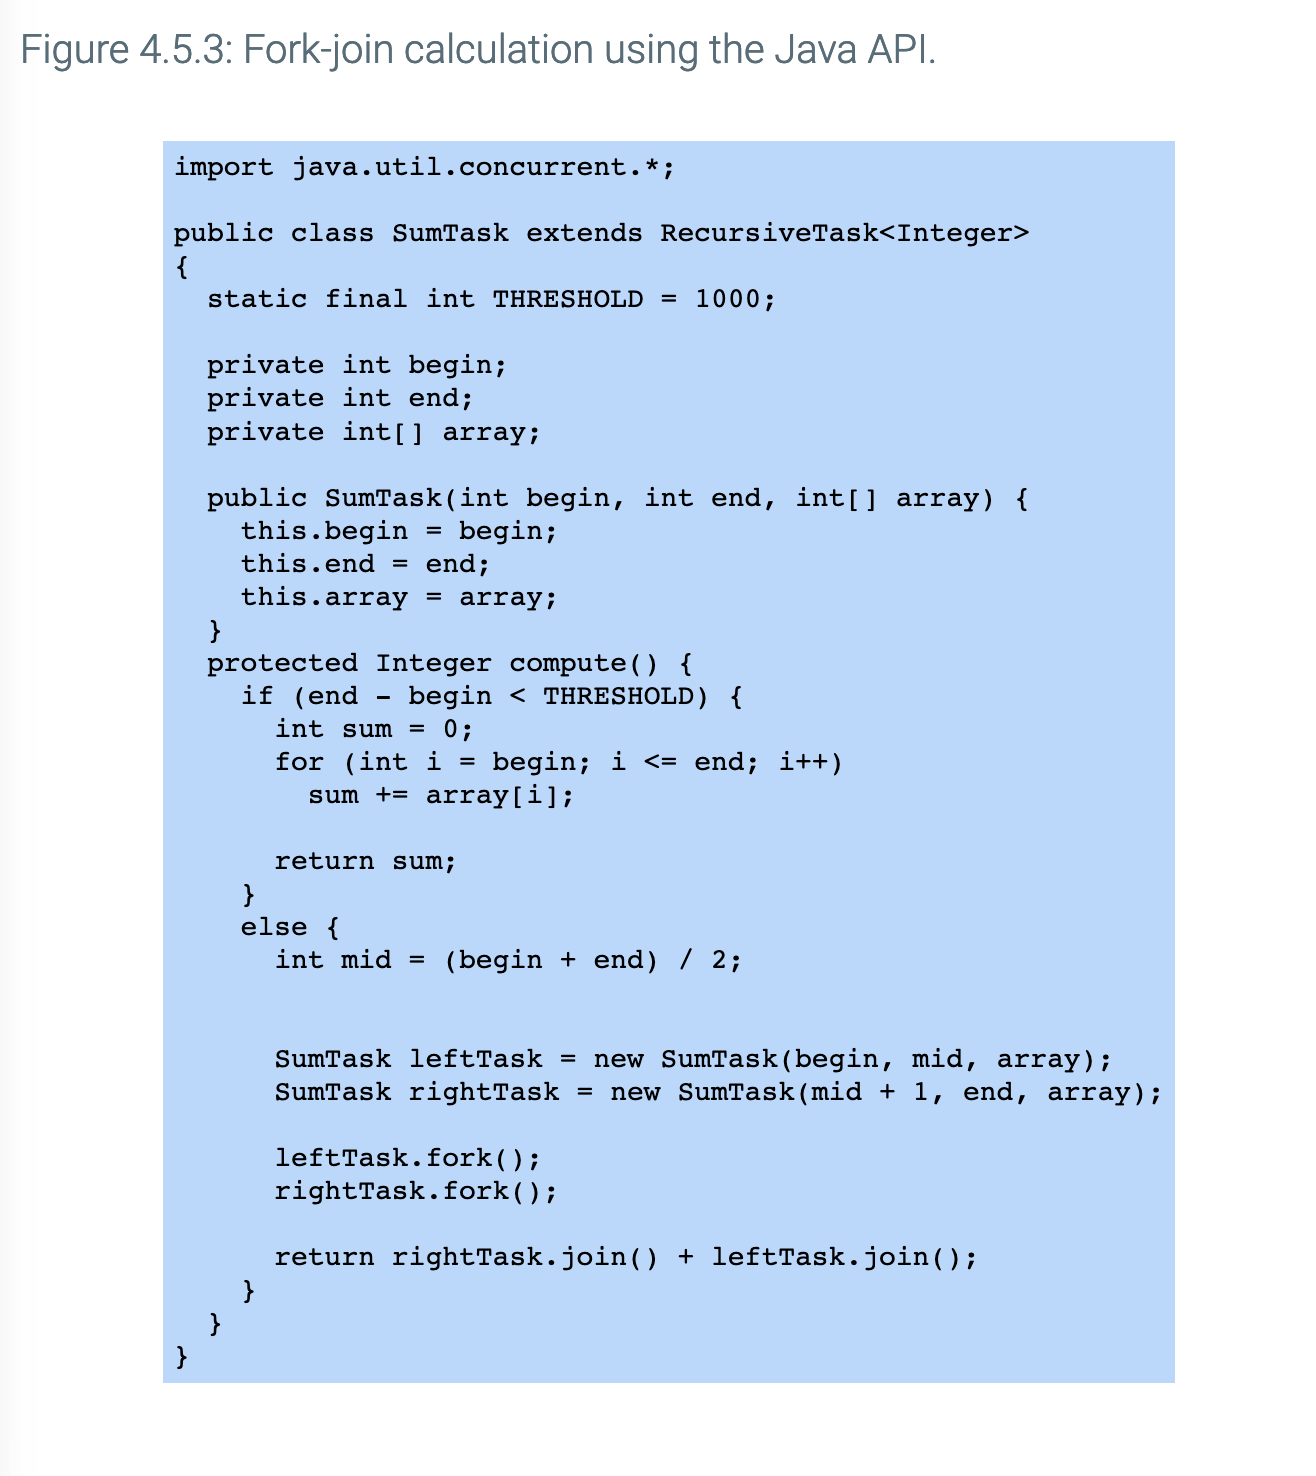 Figure 4.5.3: Fork-join calculation using the Java API.
import java.util.concurrent.*;
public class SumTask extends RecursiveTask<Integer>
{
static final int THRESHOLD = 1000;
private int begin;
private int end;
private int[] array;
public SumTask(int begin, int end, int[] array) {
this.begin = begin;
this.end = end;
this.array = array;
}
protected Integer compute() {
if (end - begin < THRESHOLD) {
int sum = 0;
for (int i = begin; i <= end; i++)
sum += array[i];
return sum;
}
else {
int mid = (begin + end) / 2;
SumTask leftTask = new SumTask(begin, mid, array);
SumTask rightTask = new SumTask(mid + 1, end, array);
leftTask.fork();
rightTask.fork();
return rightTask.join() + leftTask.join();
}
}
}